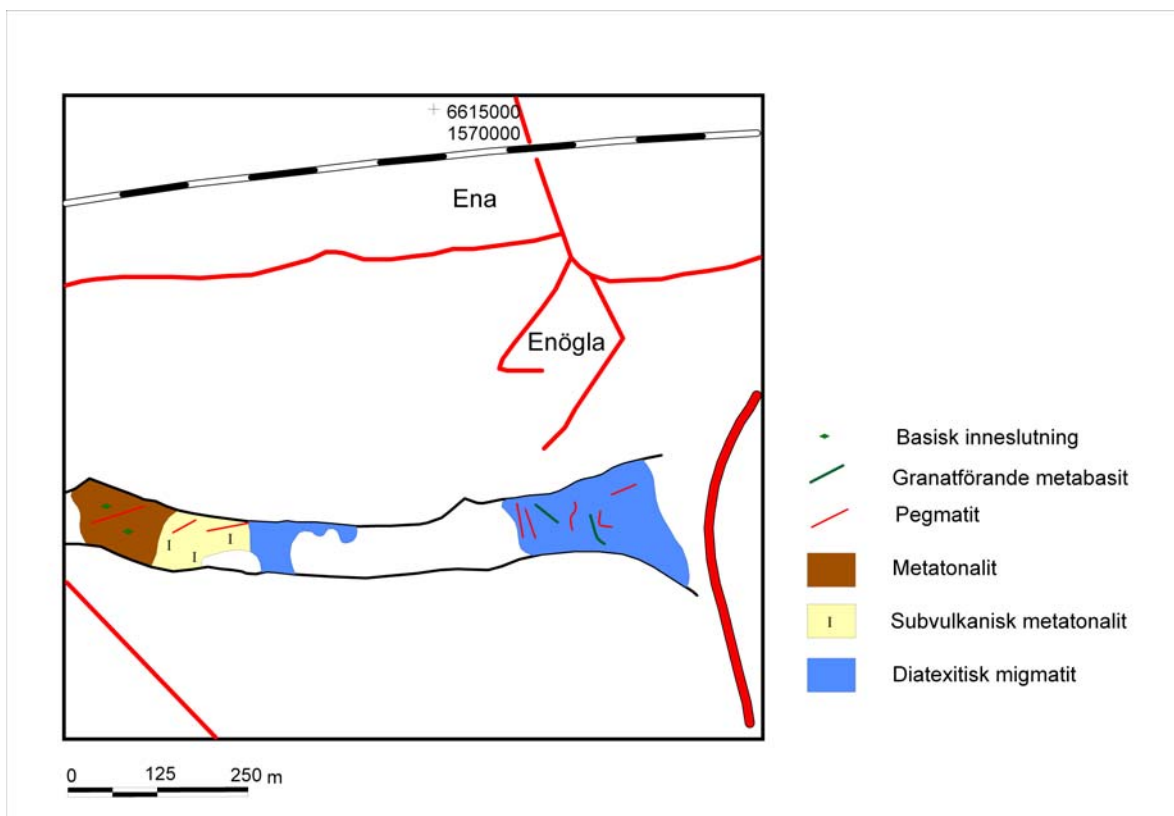 6615000
1570000
Ena
Enögla
Basisk inneslutning
Granatförande metabasit
Pegmatit
Metatonalit
I Subvulkanisk metatonalit
Diatexitisk migmatit
I I
I
0 125 250 m